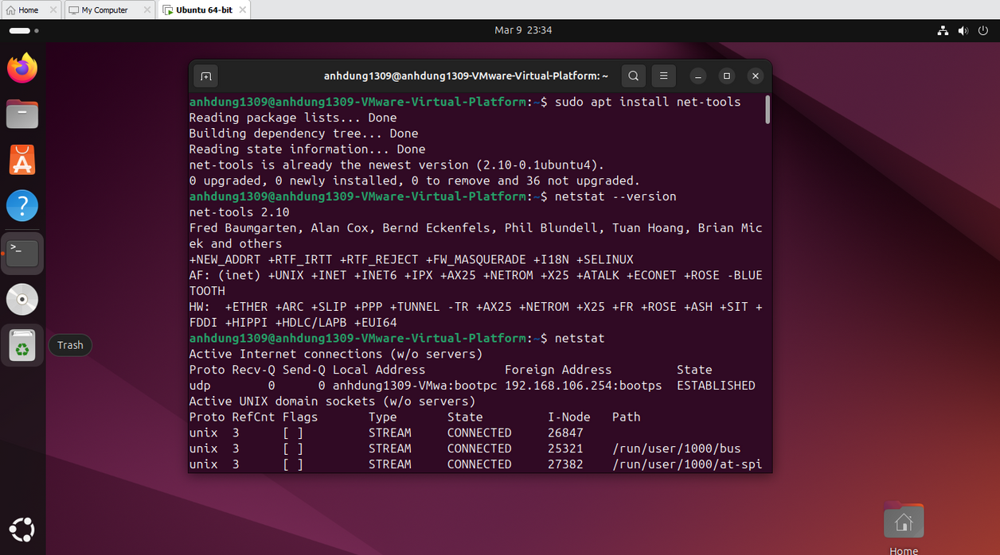 Home
My Computer
Ubuntu 64-bit
Mar 9 23:34
anhdung1309@anhdung1309-VMware-Virtual-Platform: ~
anhdung1309@anhdung1309-VMware-Virtual-Platform:~$ sudo apt install net-tools
Reading package lists... Done
Building dependency tree... Done
Reading state information... Done
net-tools is already the newest version (2.10-0.1ubuntu4).
0 upgraded, 0 newly installed, 0 to remove and 36 not upgraded.
anhdung1309@anhdung1309-VMware-Virtual-Platform:~$ netstat --version
net-tools 2.10
Fred Baumgarten, Alan Cox, Bernd Eckenfels, Phil Blundell, Tuan Hoang, Brian Mic
ek and others
+NEW_ADDRT +RTF_IRTT +RTF_REJECT +FW_MASQUERADE +I18N +SELINUX
AF: (inet) +UNIX +INET +INET6 +IPX +AX25 +NETROM +X25 +ATALK +ECONET +ROSE -BLUE
TOOTH
HW:  +ETHER +ARC +SLIP +PPP +TUNNEL -TR +AX25 +NETROM +X25 +FR +ROSE +ASH +SIT +
FDDI +HIPPI +HDLC/LAPB +EUI64
anhdung1309@anhdung1309-VMware-Virtual-Platform:~$ netstat
Active Internet connections (w/o servers)
Proto Recv-Q Send-Q Local Address           Foreign Address         State
udp        0      0 anhdung1309-VMwa:bootpc 192.168.106.254:bootps  ESTABLISHED
Active UNIX domain sockets (w/o servers)
Proto RefCnt Flags       Type       State         I-Node   Path
unix  3      [ ]         STREAM     CONNECTED     26847
unix  3      [ ]         STREAM     CONNECTED     25321    /run/user/1000/bus
unix  3      [ ]         STREAM     CONNECTED     27382    /run/user/1000/at-spi
Trash
Home